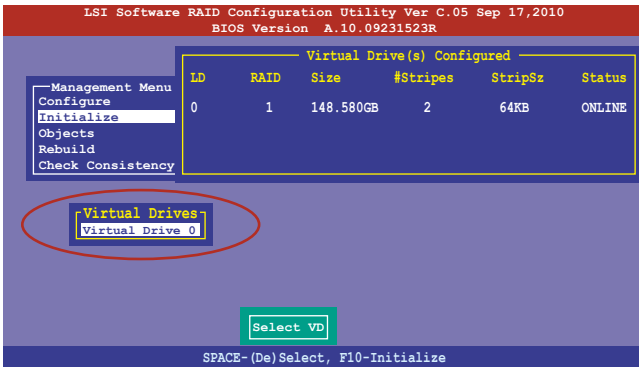 LSI Software RAID Configuration Utility Ver C.05 Sep 17,2010
BIOS Version A.10.09231523R
Virtual Drive(s) Configured
LD RAID Size #Stripes StripSz Status
0 1 148.580GB 2 64KB ONLINE
Management Menu
Configure
Initialize
Objects
Rebuild
Check Consistency
Virtual Drives
Virtual Drive 0
Select VD
SPACE-(De)Select, F10-Initialize